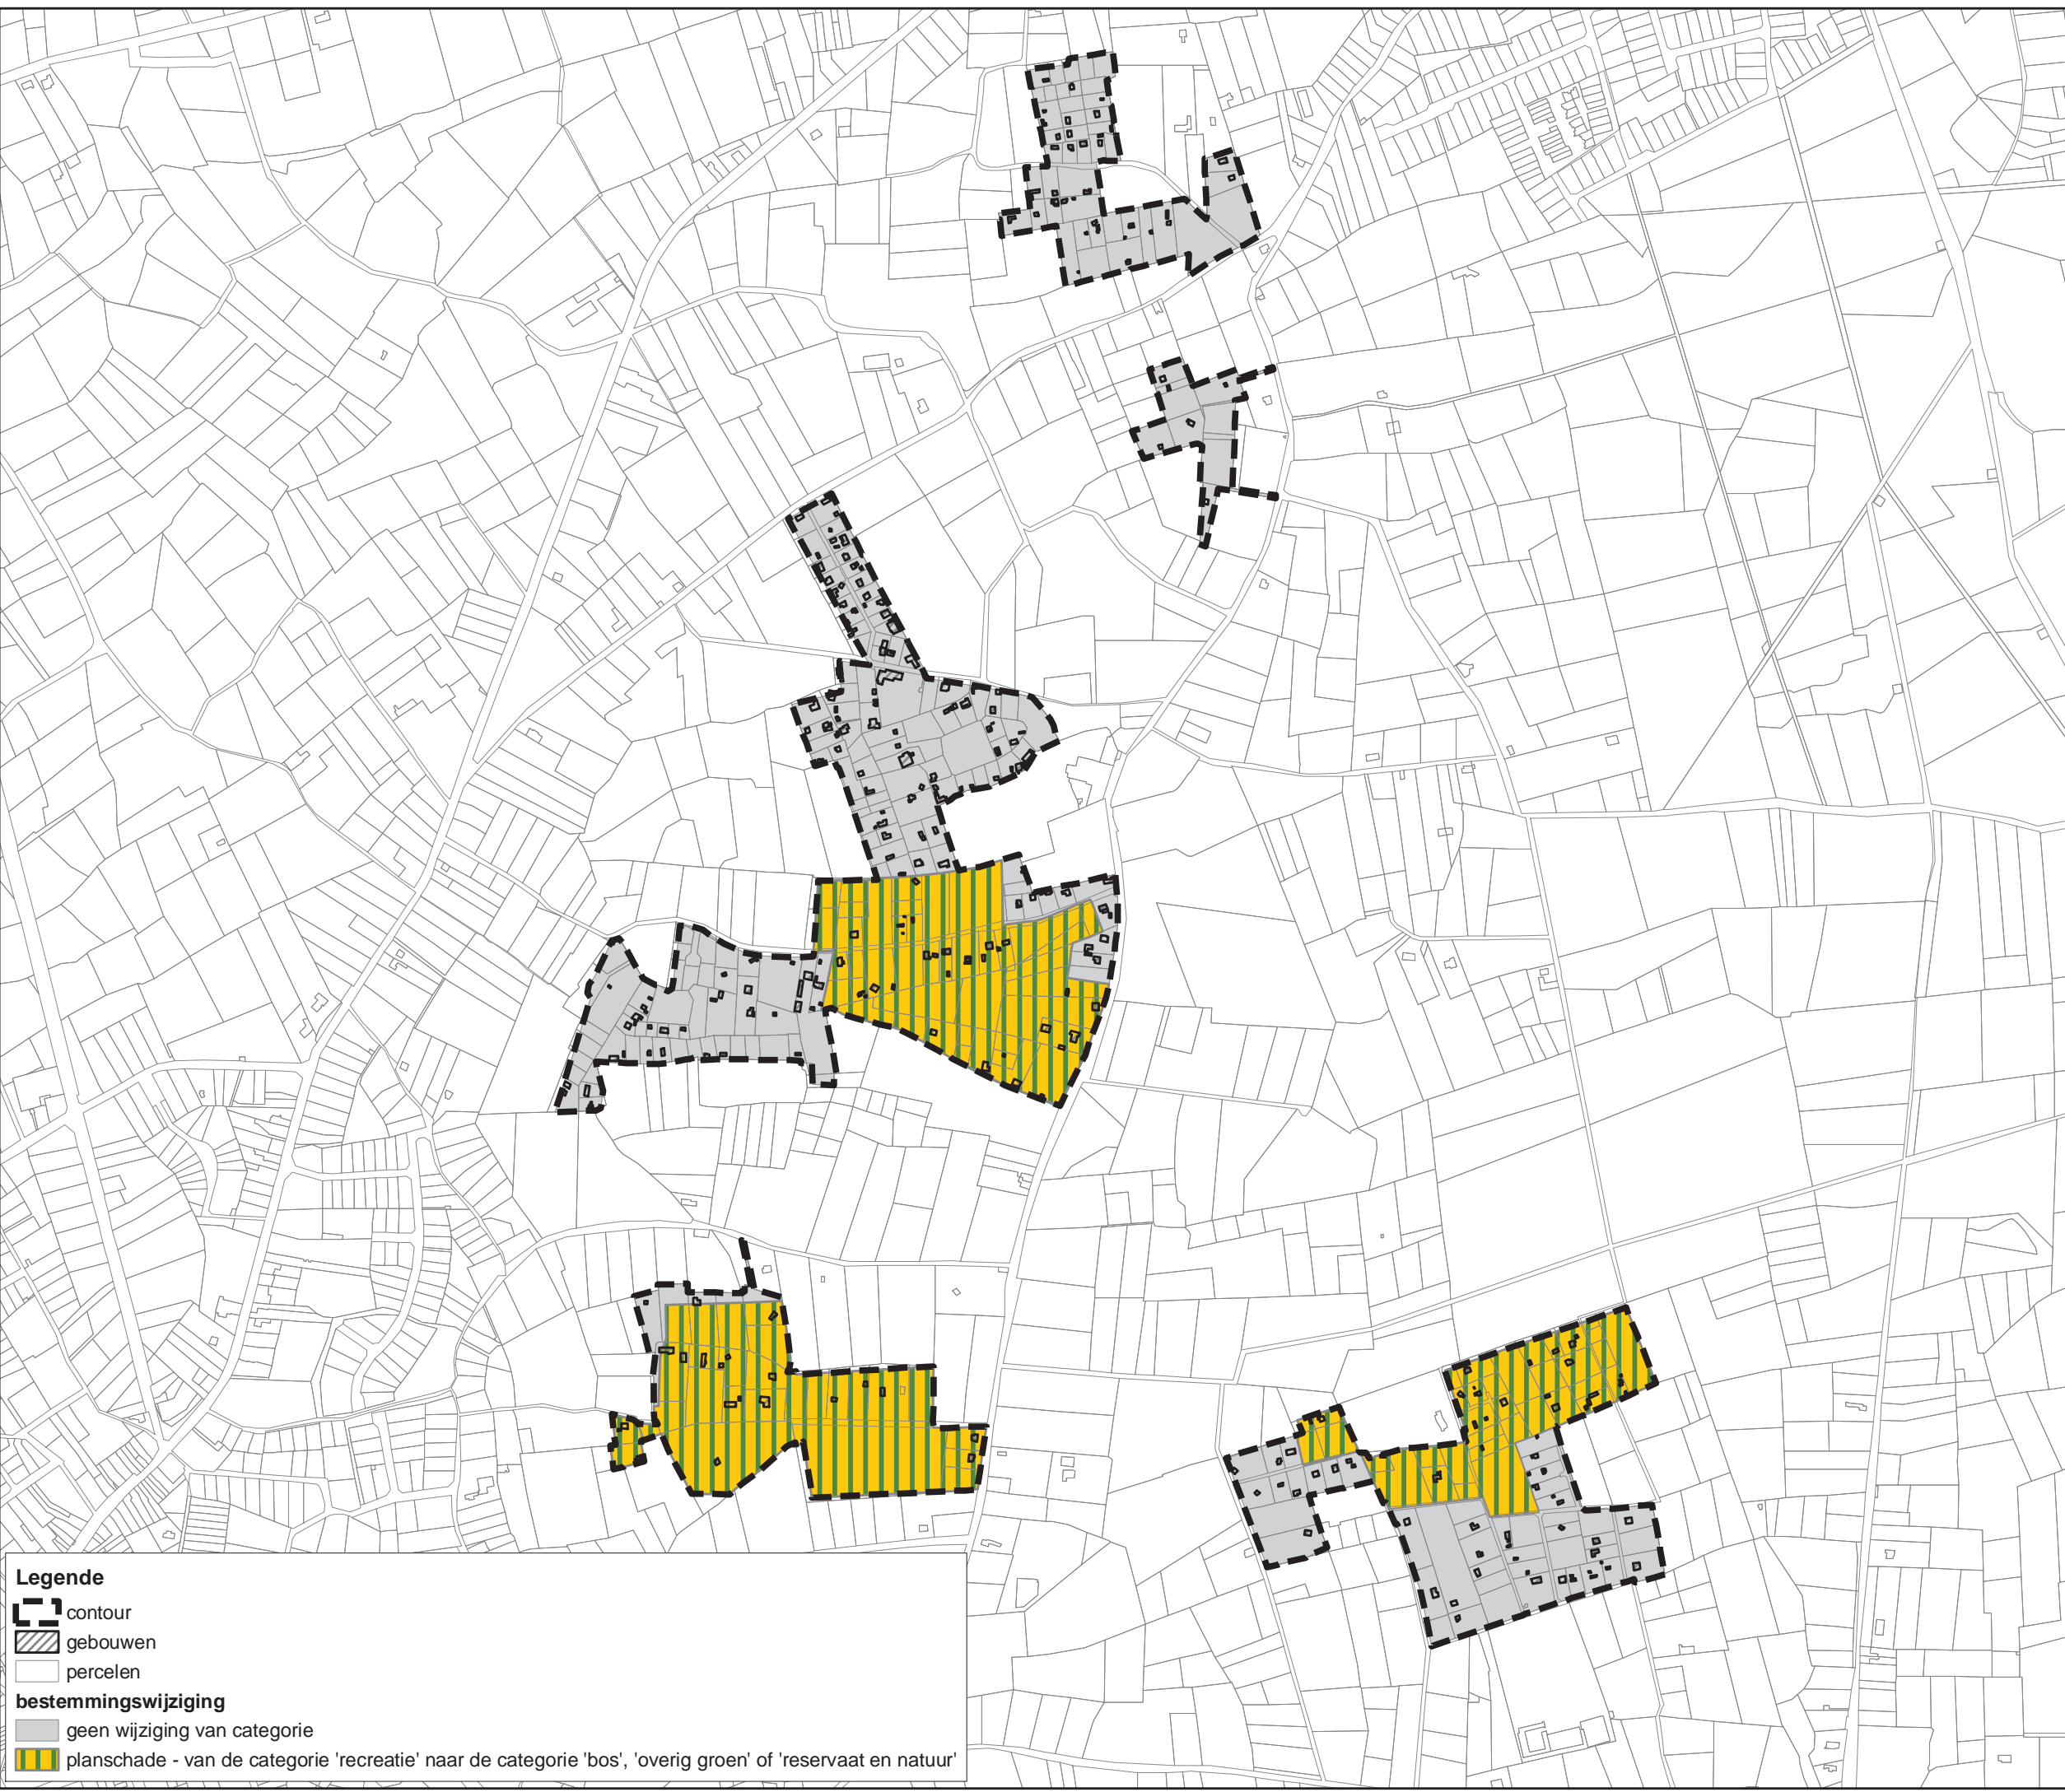 Legende
contour
gebouwen
percelen
bestemmingswijziging
geen wijziging van categorie
planschade - van de categorie 'recreatie' naar de categorie 'bos', 'overig groen' of 'reservaat en natuur'